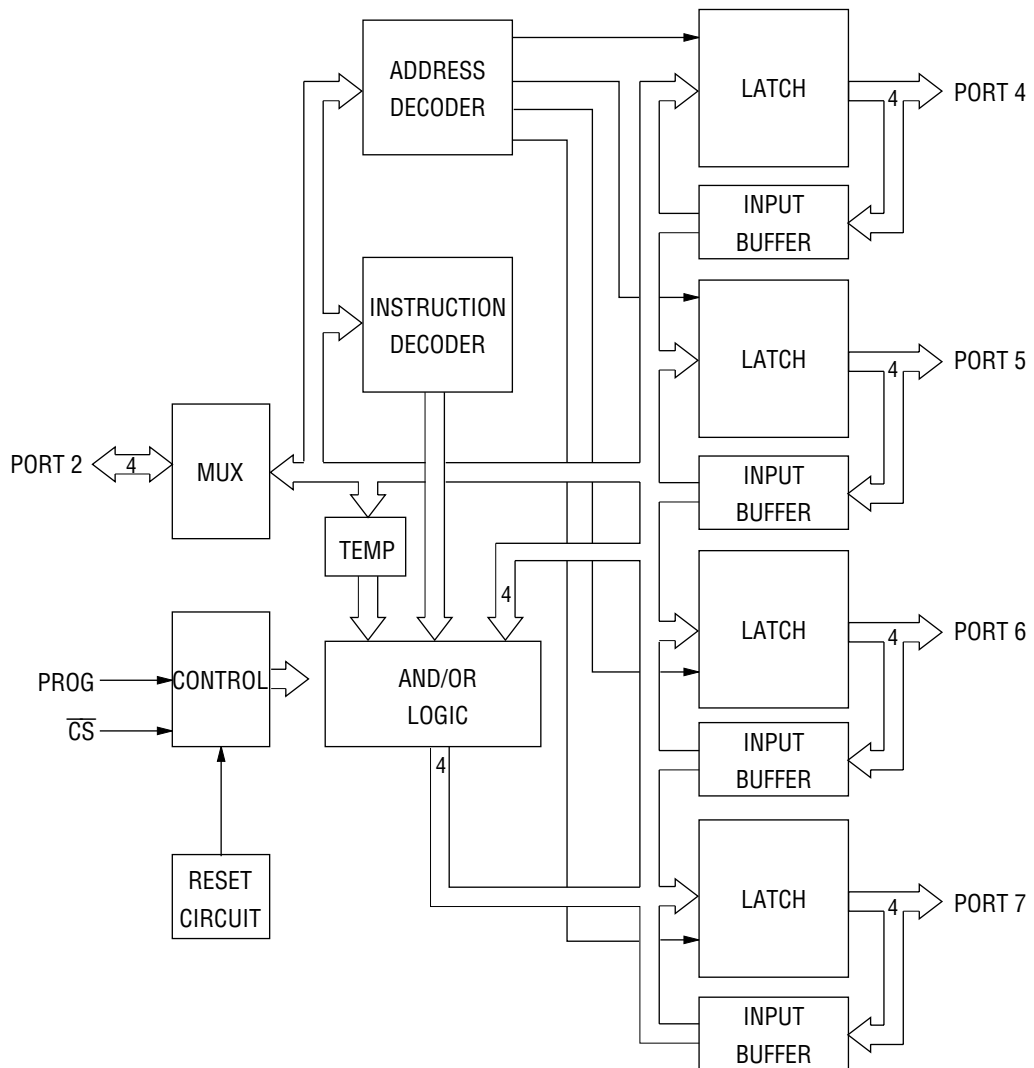 ADDRESS
DECODER
LATCH
4
PORT 4
INPUT
BUFFER
INSTRUCTION
DECODER
LATCH
4
PORT 5
PORT 2
4
MUX
INPUT
BUFFER
TEMP
4
LATCH
4
PORT 6
PROG
CONTROL
C̅S̅
AND/OR
LOGIC
4
INPUT
BUFFER
RESET
CIRCUIT
LATCH
4
PORT 7
INPUT
BUFFER